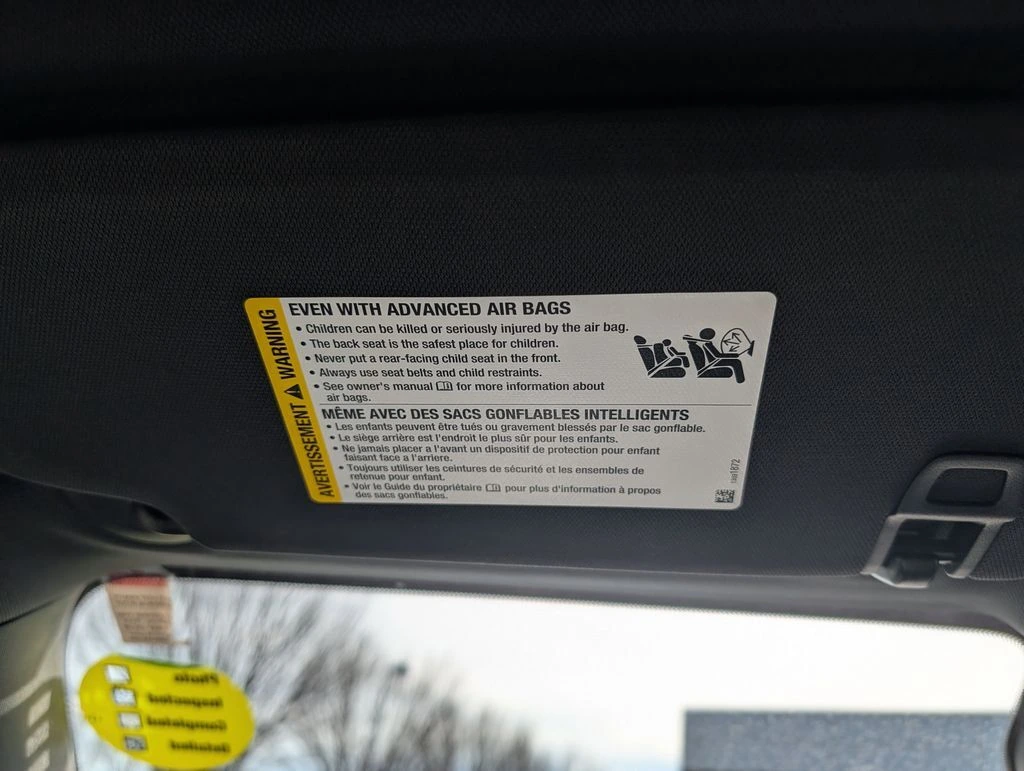 WARNING
AVERTISSEMENT
EVEN WITH ADVANCED AIR BAGS
• Children can be killed or seriously injured by the air bag.
• The back seat is the safest place for children.
• Never put a rear-facing child seat in the front.
• Always use seat belts and child restraints.
• See owner's manual for more information about
air bags.
MÊME AVEC DES SACS GONFLABLES INTELLIGENTS
• Les enfants peuvent être tués ou gravement blessés par le sac gonflable.
• Le siège arrière est l'endroit le plus sûr pour les enfants.
• Ne jamais placer a l'avant un dispositif de protection pour enfant
faisant face a l'arriere.
• Toujours utiliser les ceintures de sécurité et les ensembles de
retenue pour enfant.
• Voir le Guide du propriétaire pour plus d'information à propos
des sacs gonflables.
Photo
Inspected
Completed
Detailed